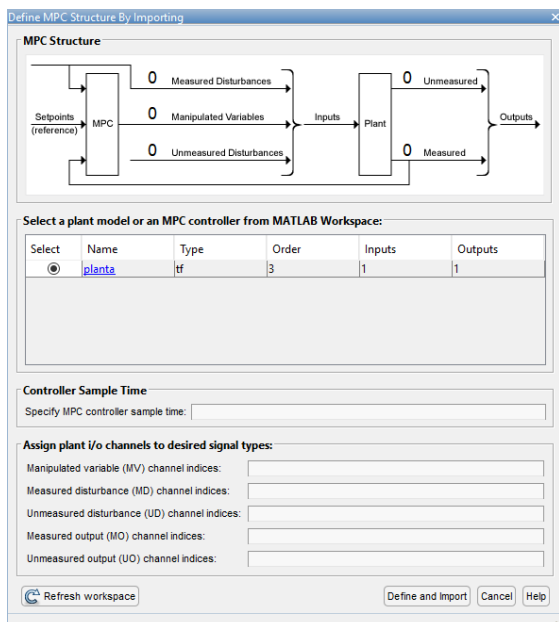 Define MPC Structure By Importing
MPC Structure
0 Measured Disturbances
0 Unmeasured
Setpoints
(reference)
MPC
0 Manipulated Variables
Inputs
Plant
Outputs
0 Unmeasured Disturbances
0 Measured
Select a plant model or an MPC controller from MATLAB Workspace:
Select Name Type Order Inputs Outputs
planta tf 3 1 1
Controller Sample Time
Specify MPC controller sample time:
Assign plant i/o channels to desired signal types:
Manipulated variable (MV) channel indices:
Measured disturbance (MD) channel indices:
Unmeasured disturbance (UD) channel indices:
Measured output (MO) channel indices:
Unmeasured output (UO) channel indices:
Refresh workspace Define and Import Cancel Help